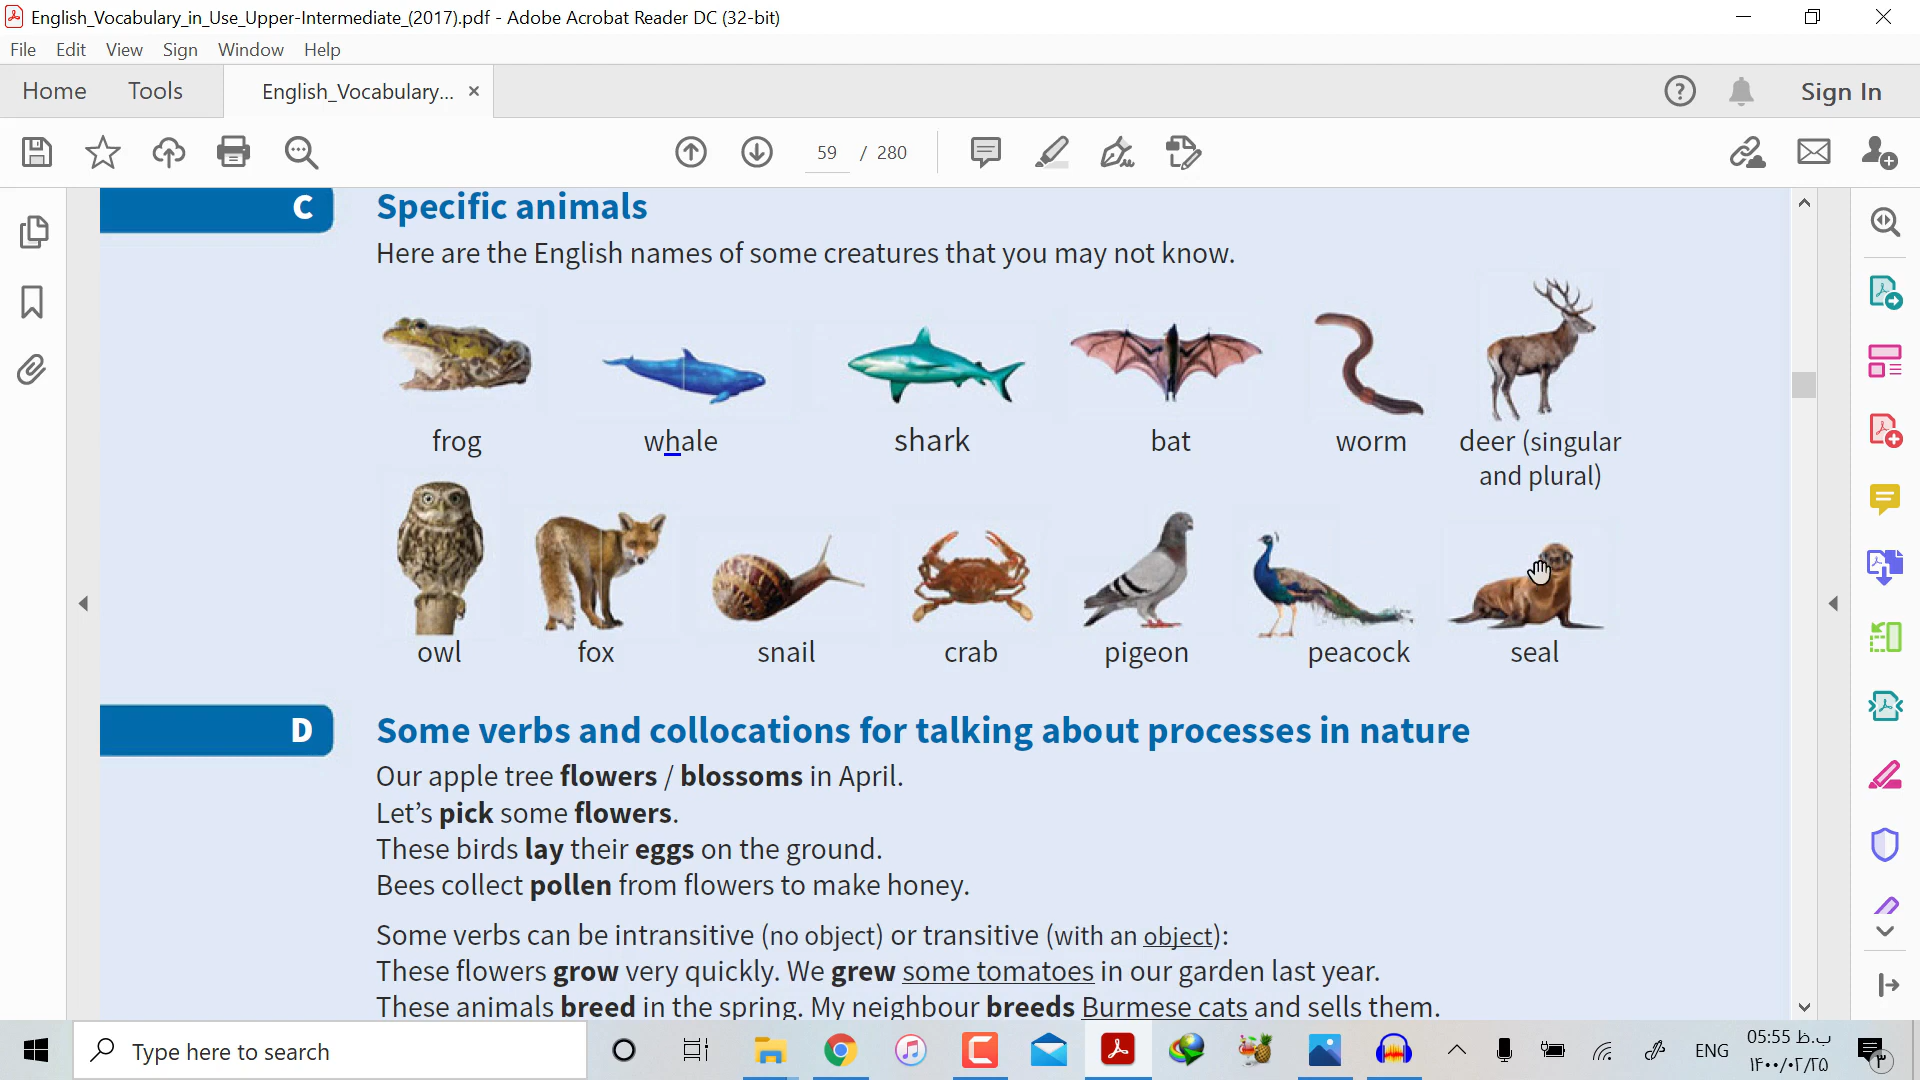 English_Vocabulary_in_Use_Upper-Intermediate_(2017).pdf - Adobe Acrobat Reader DC (32-bit)
File Edit View Sign Window Help
Home Tools English_Vocabulary... × Sign In
59 / 280
C Specific animals
Here are the English names of some creatures that you may not know.
frog whale shark bat worm deer (singular
and plural)
owl fox snail crab pigeon peacock seal
D Some verbs and collocations for talking about processes in nature
Our apple tree flowers / blossoms in April.
Let's pick some flowers.
These birds lay their eggs on the ground.
Bees collect pollen from flowers to make honey.
Some verbs can be intransitive (no object) or transitive (with an object):
These flowers grow very quickly. We grew some tomatoes in our garden last year.
These animals breed in the spring. My neighbour breeds Burmese cats and sells them.
Type here to search ENG 05:55 ب.ظ
۱۴۰۰/۰۲/۲۵
۳